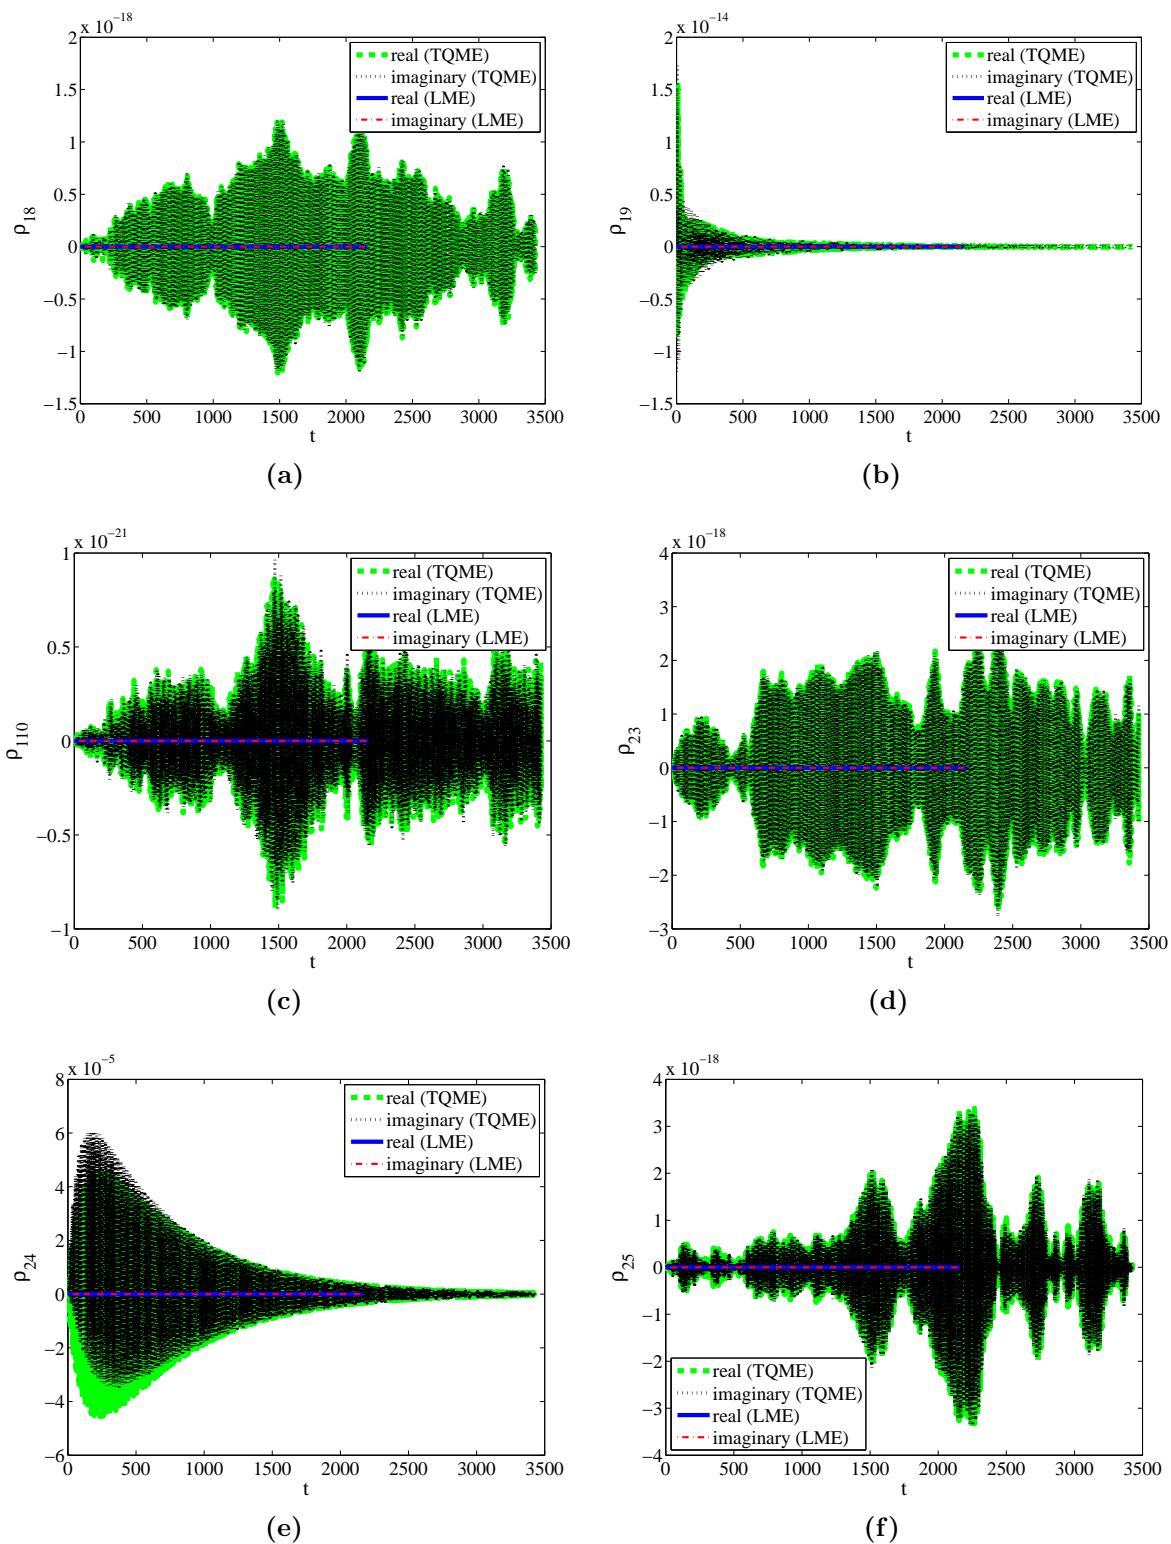 x 10^−18
2
1.5
1
0.5
0
−0.5
−1
−1.5
0 500 1000 1500 2000 2500 3000 3500
ρ18
t
real (TQME)
imaginary (TQME)
real (LME)
imaginary (LME)
(a)
x 10^−14
2
1.5
1
0.5
0
−0.5
−1
−1.5
0 500 1000 1500 2000 2500 3000 3500
ρ19
t
real (TQME)
imaginary (TQME)
real (LME)
imaginary (LME)
(b)
x 10^−21
1
0.5
0
−0.5
−1
0 500 1000 1500 2000 2500 3000 3500
ρ110
t
real (TQME)
imaginary (TQME)
real (LME)
imaginary (LME)
(c)
x 10^−18
4
3
2
1
0
−1
−2
−3
0 500 1000 1500 2000 2500 3000 3500
ρ23
t
real (TQME)
imaginary (TQME)
real (LME)
imaginary (LME)
(d)
x 10^−5
8
6
4
2
0
−2
−4
−6
0 500 1000 1500 2000 2500 3000 3500
ρ24
t
real (TQME)
imaginary (TQME)
real (LME)
imaginary (LME)
(e)
x 10^−18
4
3
2
1
0
−1
−2
−3
−4
0 500 1000 1500 2000 2500 3000 3500
ρ25
t
real (TQME)
imaginary (TQME)
real (LME)
imaginary (LME)
(f)